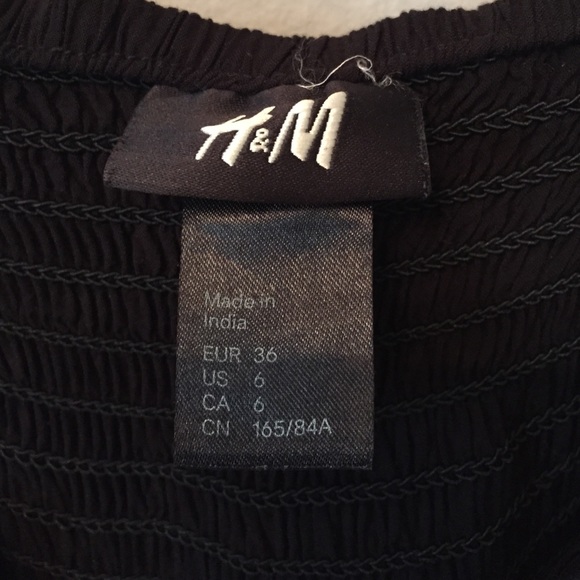 H&M
Made in
India
EUR 36
US 6
CA 6
CN 165/84A